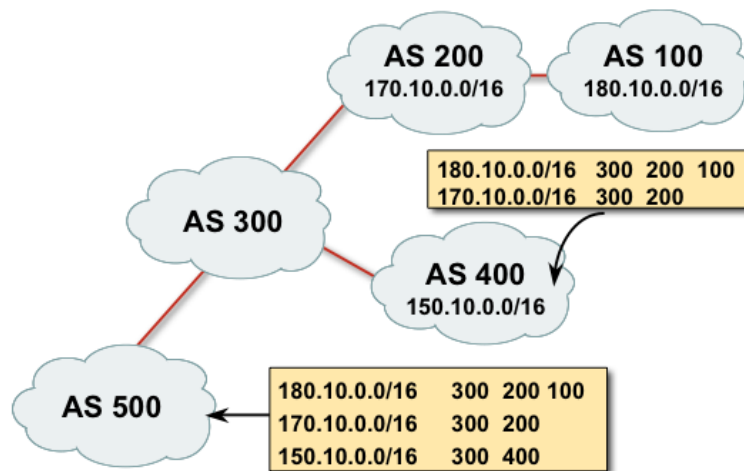 AS 200
170.10.0.0/16
AS 100
180.10.0.0/16
180.10.0.0/16 300 200 100
170.10.0.0/16 300 200
AS 300
AS 400
150.10.0.0/16
AS 500
180.10.0.0/16 300 200 100
170.10.0.0/16 300 200
150.10.0.0/16 300 400